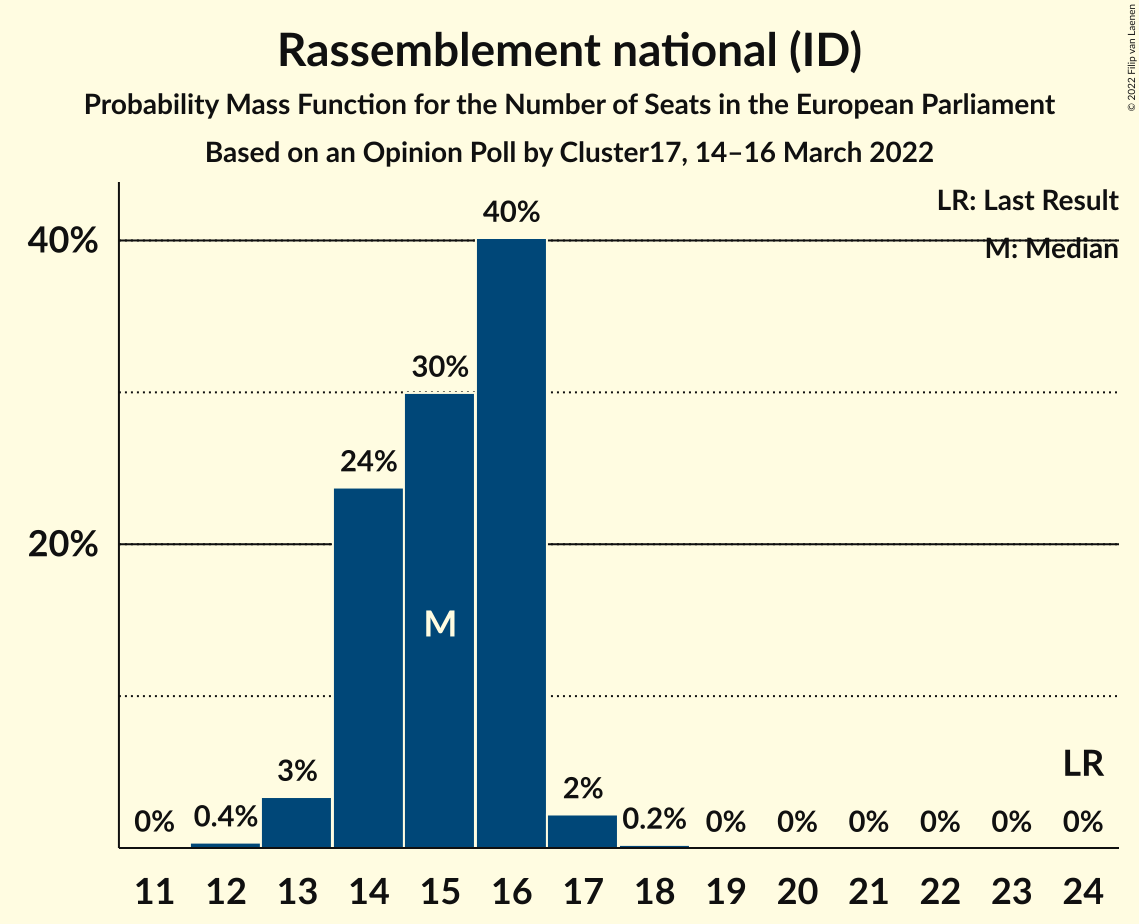 Rassemblement national (ID)
Probability Mass Function for the Number of Seats in the European Parliament
Based on an Opinion Poll by Cluster17, 14–16 March 2022
© 2022 Filip van Laenen
LR: Last Result
M: Median
40%
20%
0%
0.4%
3%
24%
30%
40%
2%
0.2%
0%
0%
0%
0%
0%
0%
M
LR
11 12 13 14 15 16 17 18 19 20 21 22 23 24